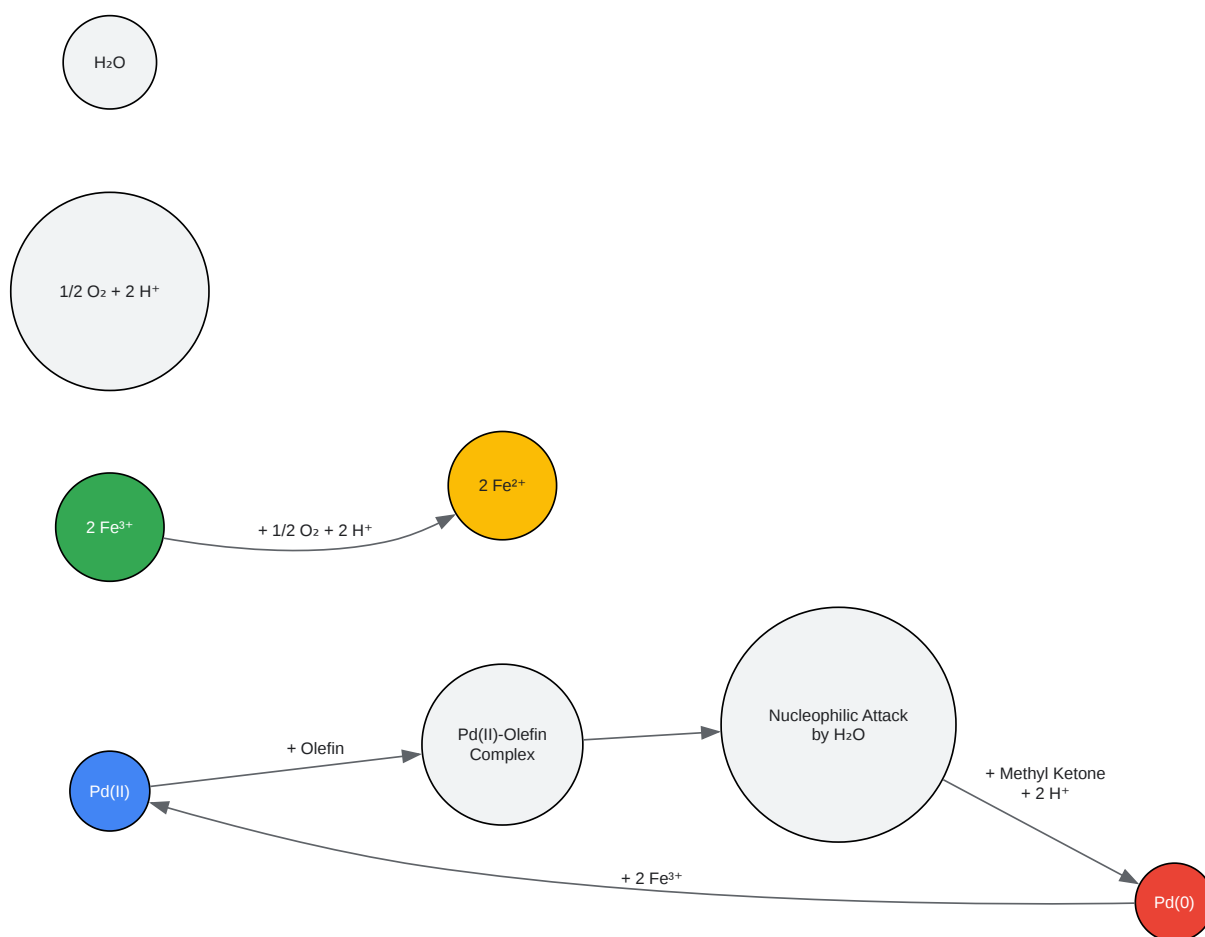 H₂O
1/2 O₂ + 2 H⁺
2 Fe²⁺
2 Fe³⁺
+ 1/2 O₂ + 2 H⁺
Nucleophilic Attack
by H₂O
Pd(II)-Olefin
Complex
+ Olefin
+ Methyl Ketone
+ 2 H⁺
Pd(II)
+ 2 Fe³⁺
Pd(0)